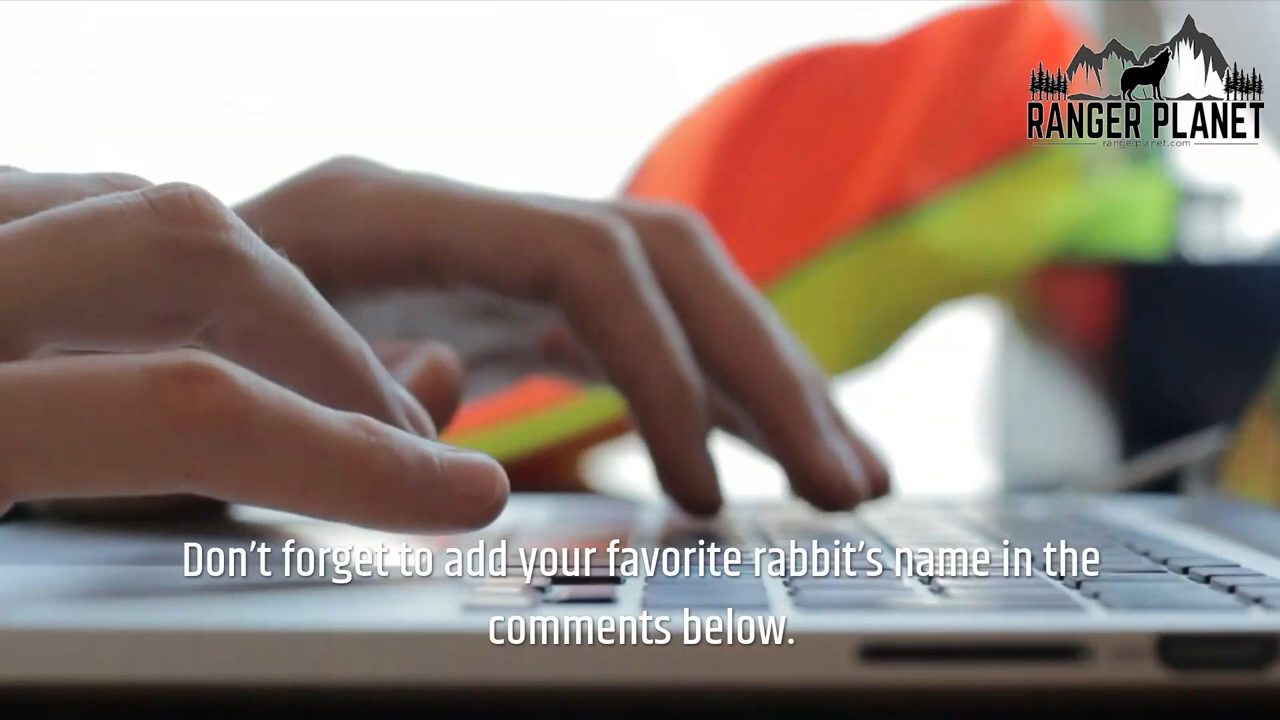 RANGER PLANET
rangerplanet.com
Don’t forget to add your favorite rabbit’s name in the
comments below.